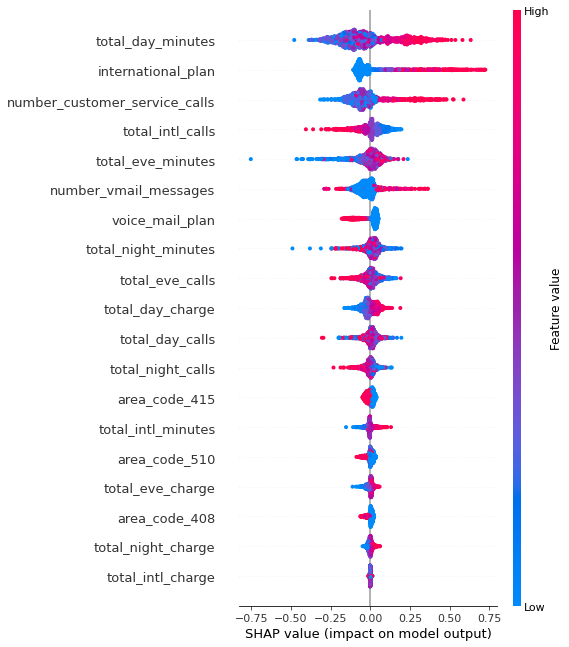 High
total_day_minutes
international_plan
number_customer_service_calls
total_intl_calls
total_eve_minutes
number_vmail_messages
voice_mail_plan
total_night_minutes
total_eve_calls
total_day_charge
total_day_calls
total_night_calls
area_code_415
total_intl_minutes
area_code_510
total_eve_charge
area_code_408
total_night_charge
total_intl_charge
Feature value
Low
−0.75 −0.50 −0.25 0.00 0.25 0.50 0.75
SHAP value (impact on model output)